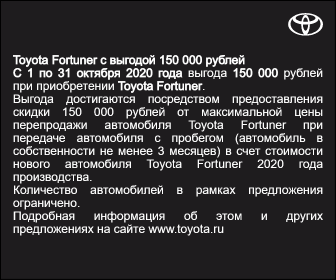 Toyota Fortuner с выгодой 150 000 рублей
С 1 по 31 октября 2020 года выгода 150 000 рублей
при приобретении Toyota Fortuner.
Выгода достигаются посредством предоставления
скидки 150 000 рублей от максимальной цены
перепродажи автомобиля Toyota Fortuner при
передаче автомобиля с пробегом (автомобиль в
собственности не менее 3 месяцев) в счет стоимости
нового автомобиля Toyota Fortuner 2020 года
производства.
Количество автомобилей в рамках предложения
ограничено.
Подробная информация об этом и других
предложениях на сайте www.toyota.ru